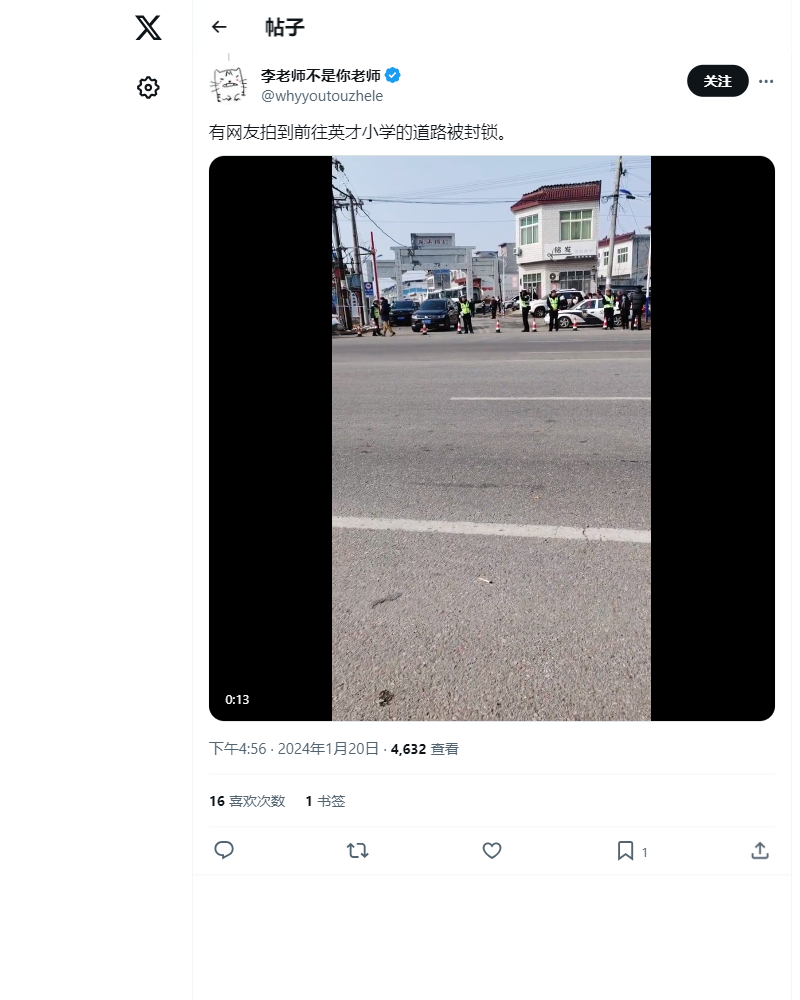 帖子
李老师不是你老师
@whyyoutouzhele
关注
有网友拍到前往英才小学的道路被封锁。
0:13
下午4:56 · 2024年1月20日 · 4,632 查看
16 喜欢次数 1 书签
1